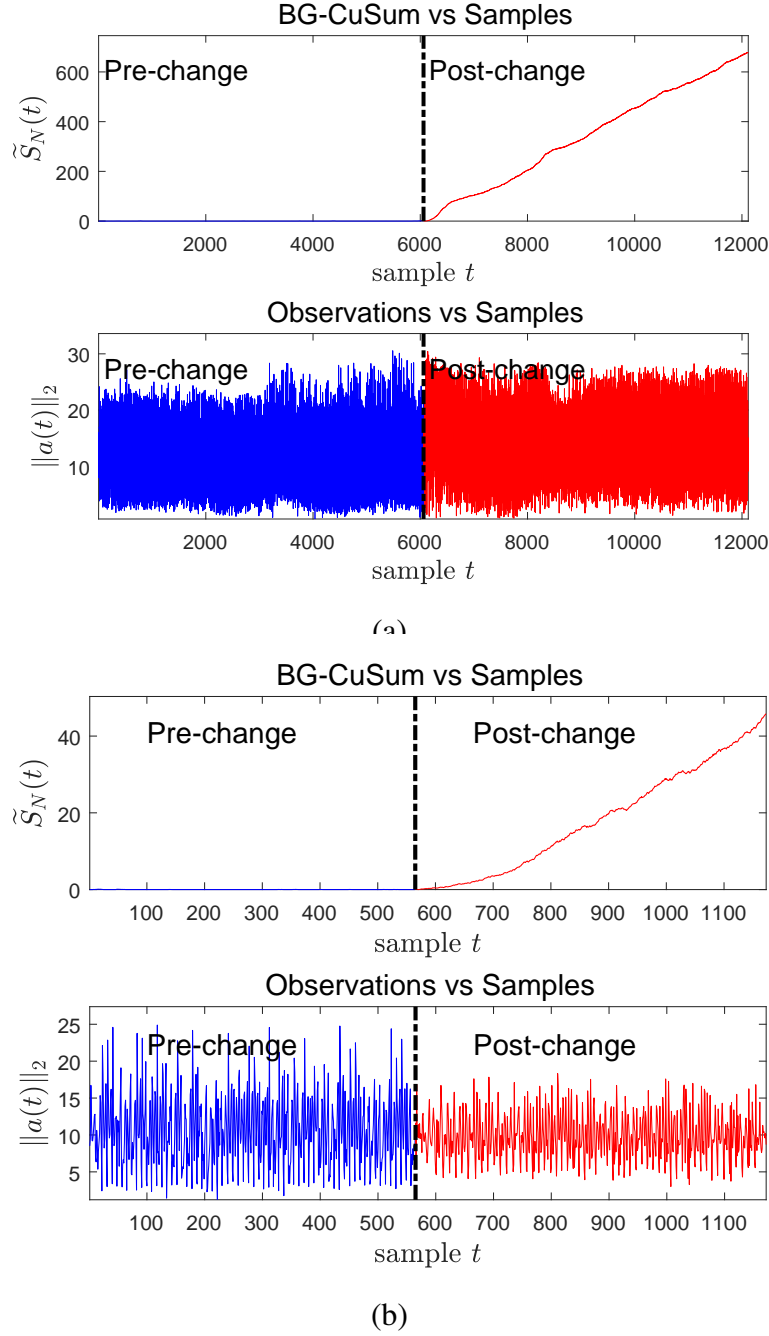 BG-CuSum vs Samples
Pre-change Post-change
600
400
200
0
S̃_N(t)
2000 4000 6000 8000 10000 12000
sample t
Observations vs Samples
Pre-change Post-change
30
20
10
||a(t)||₂
2000 4000 6000 8000 10000 12000
sample t
(a)
BG-CuSum vs Samples
Pre-change Post-change
40
20
0
S̃_N(t)
100 200 300 400 500 600 700 800 900 1000 1100
sample t
Observations vs Samples
Pre-change Post-change
25
20
15
10
5
||a(t)||₂
100 200 300 400 500 600 700 800 900 1000 1100
sample t
(b)